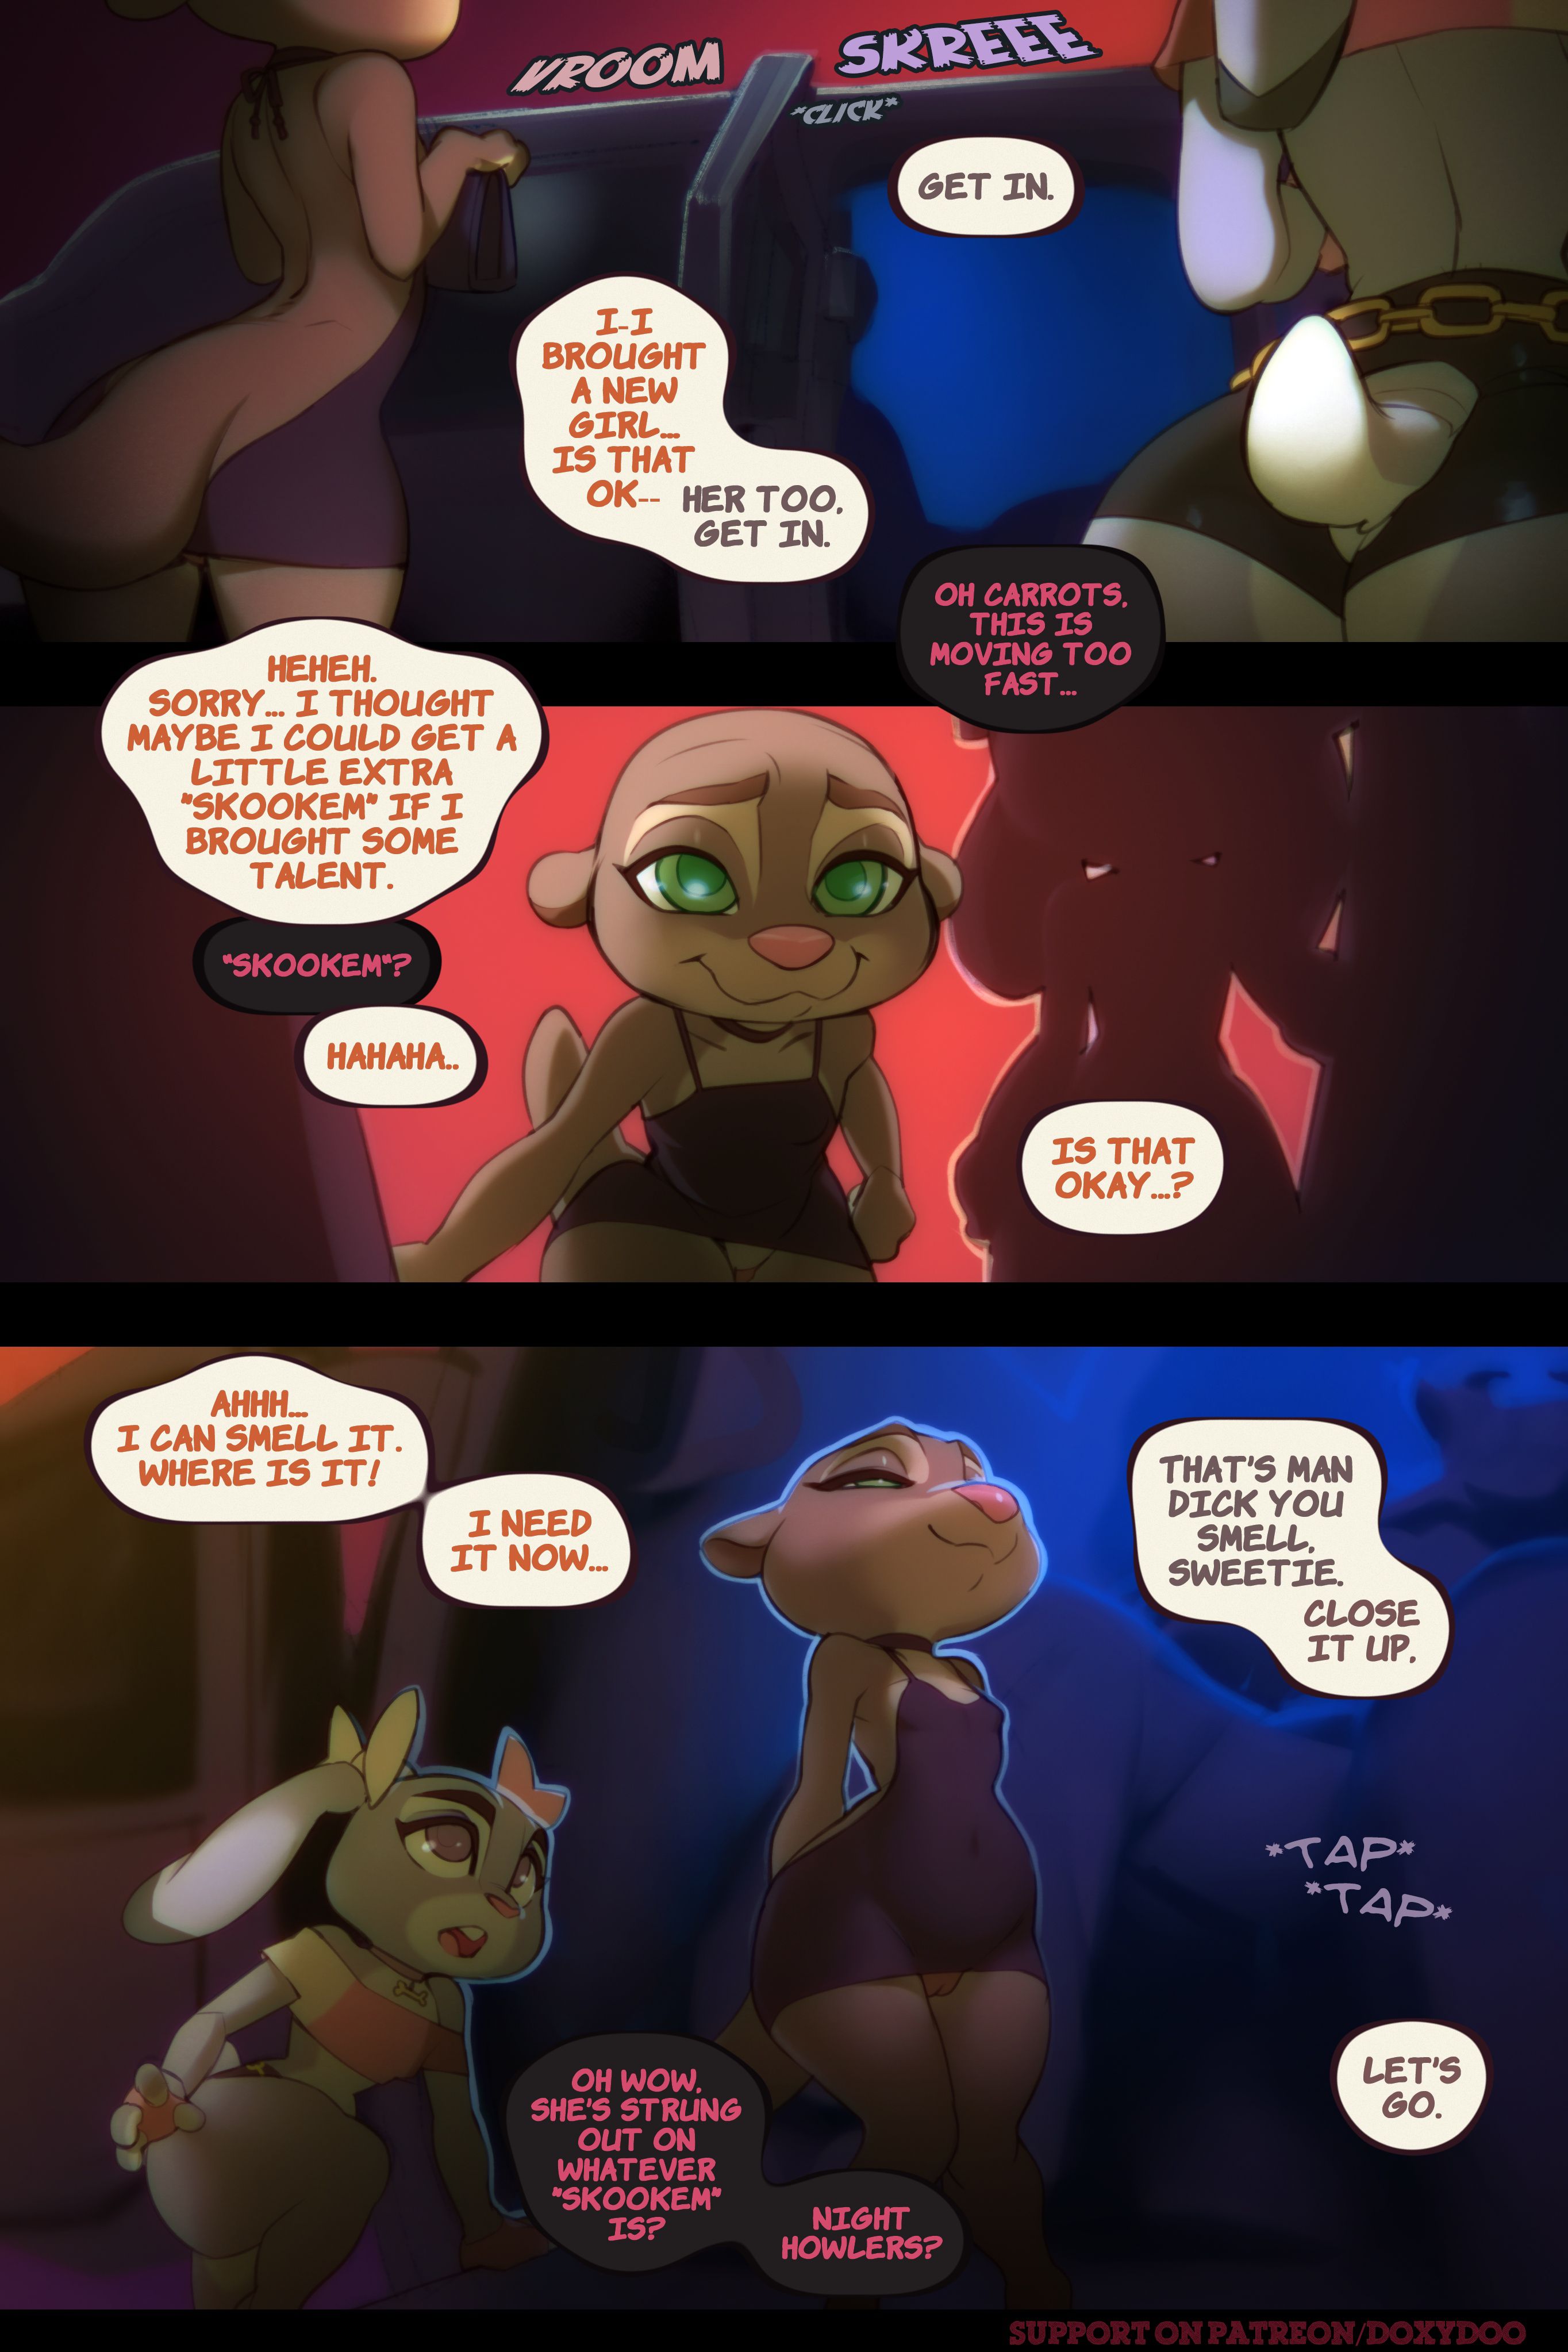 VROOM
SKREEE
*CLICK*
GET IN.
I-I
BROUGHT
A NEW
GIRL...
IS THAT
OK--
HER TOO.
GET IN.
OH CARROTS,
THIS IS
MOVING TOO
FAST...
HEHEH.
SORRY... I THOUGHT
MAYBE I COULD GET A
LITTLE EXTRA
"SKOOKEM" IF I
BROUGHT SOME
TALENT.
"SKOOKEM"?
HAHAHA..
IS THAT
OKAY...?
AHHH...
I CAN SMELL IT.
WHERE IS IT!
I NEED
IT NOW...
THAT'S MAN
DICK YOU
SMELL,
SWEETIE.
CLOSE
IT UP.
*TAP*
*TAP*
LET'S
GO.
OH WOW,
SHE'S STRUNG
OUT ON
WHATEVER
"SKOOKEM"
IS?
NIGHT
HOWLERS?
SUPPORT ON PATREON/DOXYDOO